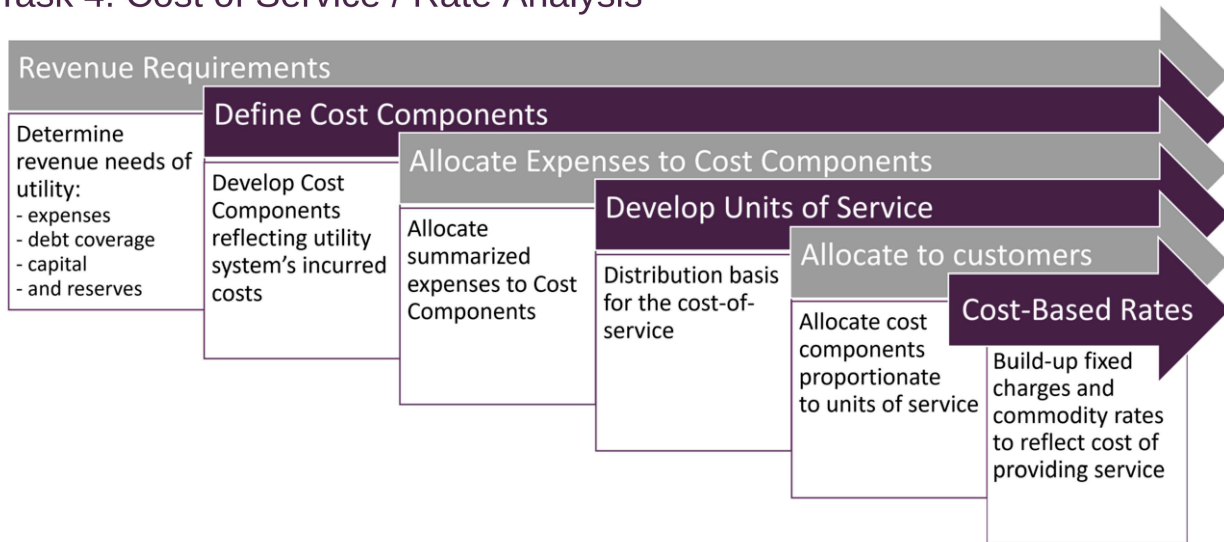 Task 4: Cost of Service / Rate Analysis
Revenue Requirements
Determine
revenue needs of
utility:
- expenses
- debt coverage
- capital
- and reserves
Define Cost Components
Develop Cost
Components
reflecting utility
system's incurred
costs
Allocate Expenses to Cost Components
Allocate
summarized
expenses to Cost
Components
Develop Units of Service
Distribution basis
for the cost-of-
service
Allocate to customers
Allocate cost
components
proportionate
to units of service
Cost-Based Rates
Build-up fixed
charges and
commodity rates
to reflect cost of
providing service